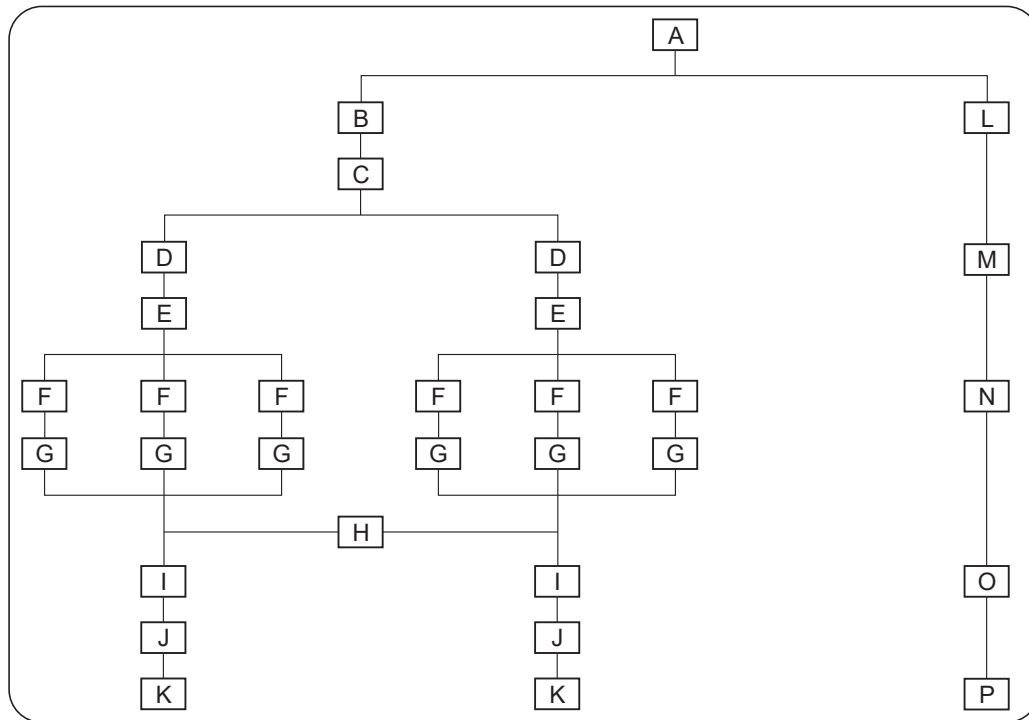 A
B L
C
D D M
E E
F F F F F F N
G G G G G G
H
I I O
J J
K K P